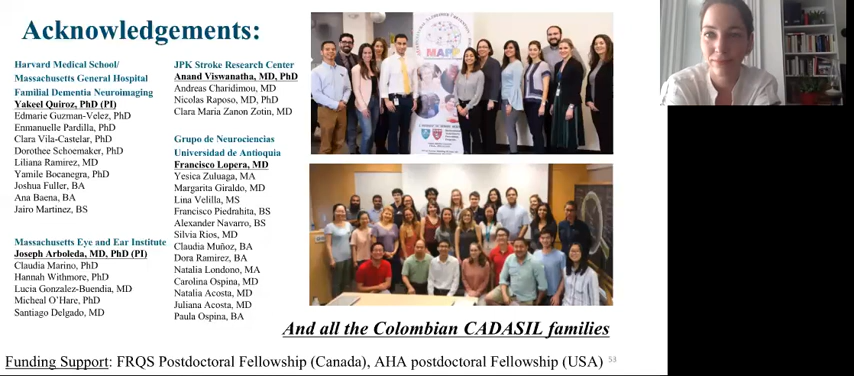 Acknowledgements:
Harvard Medical School/
Massachusetts General Hospital
Familial Dementia Neuroimaging
Yakeel Quiroz, PhD (PI)
Edmarie Guzman-Velez, PhD
Enmanuelle Pardilla, PhD
Clara Vila-Castelar, PhD
Dorothee Schoemaker, PhD
Liliana Ramirez, MD
Yamile Bocanegra, PhD
Joshua Fuller, BA
Ana Baena, BA
Jairo Martinez, BS
Massachusetts Eye and Ear Institute
Joseph Arboleda, MD, PhD (PI)
Claudia Marino, PhD
Hannah Withmore, PhD
Lucia Gonzalez-Buendia, MD
Micheal O'Hare, PhD
Santiago Delgado, MD
JPK Stroke Research Center
Anand Viswanatha, MD, PhD
Andreas Charidimou, MD
Nicolas Raposo, MD, PhD
Clara Maria Zanon Zotin, MD
Grupo de Neurociencias
Universidad de Antioquia
Francisco Lopera, MD
Yesica Zuluaga, MA
Margarita Giraldo, MD
Lina Velilla, MS
Francisco Piedrahita, BS
Alexander Navarro, BS
Silvia Rios, MD
Claudia Muñoz, BA
Dora Ramirez, BA
Natalia Londono, MA
Carolina Ospina, MD
Natalia Acosta, MD
Juliana Acosta, MD
Paula Ospina, BA
MAPP
And all the Colombian CADASIL families
Funding Support: FRQS Postdoctoral Fellowship (Canada), AHA postdoctoral Fellowship (USA) 53